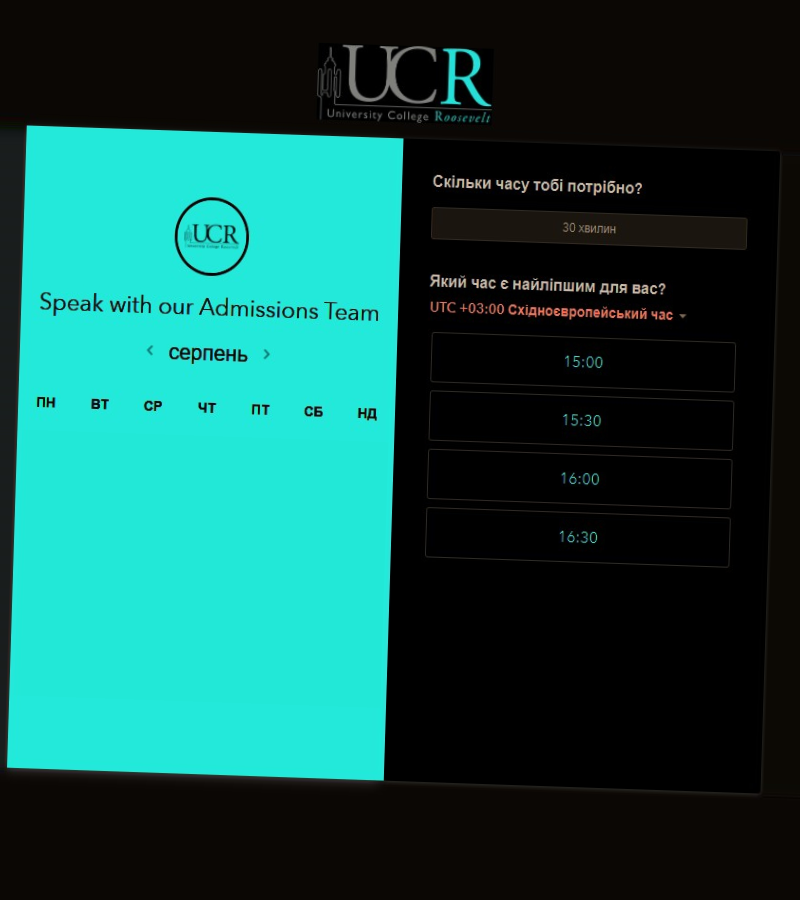 UCR
University College Roosevelt
UCR
University College Roosevelt
Speak with our Admissions Team
серпень
ПН ВТ СР ЧТ ПТ СБ НД
Скільки часу тобі потрібно?
30 хвилин
Який час є найліпшим для вас?
UTC +03:00 Східноєвропейський час
15:00
15:30
16:00
16:30